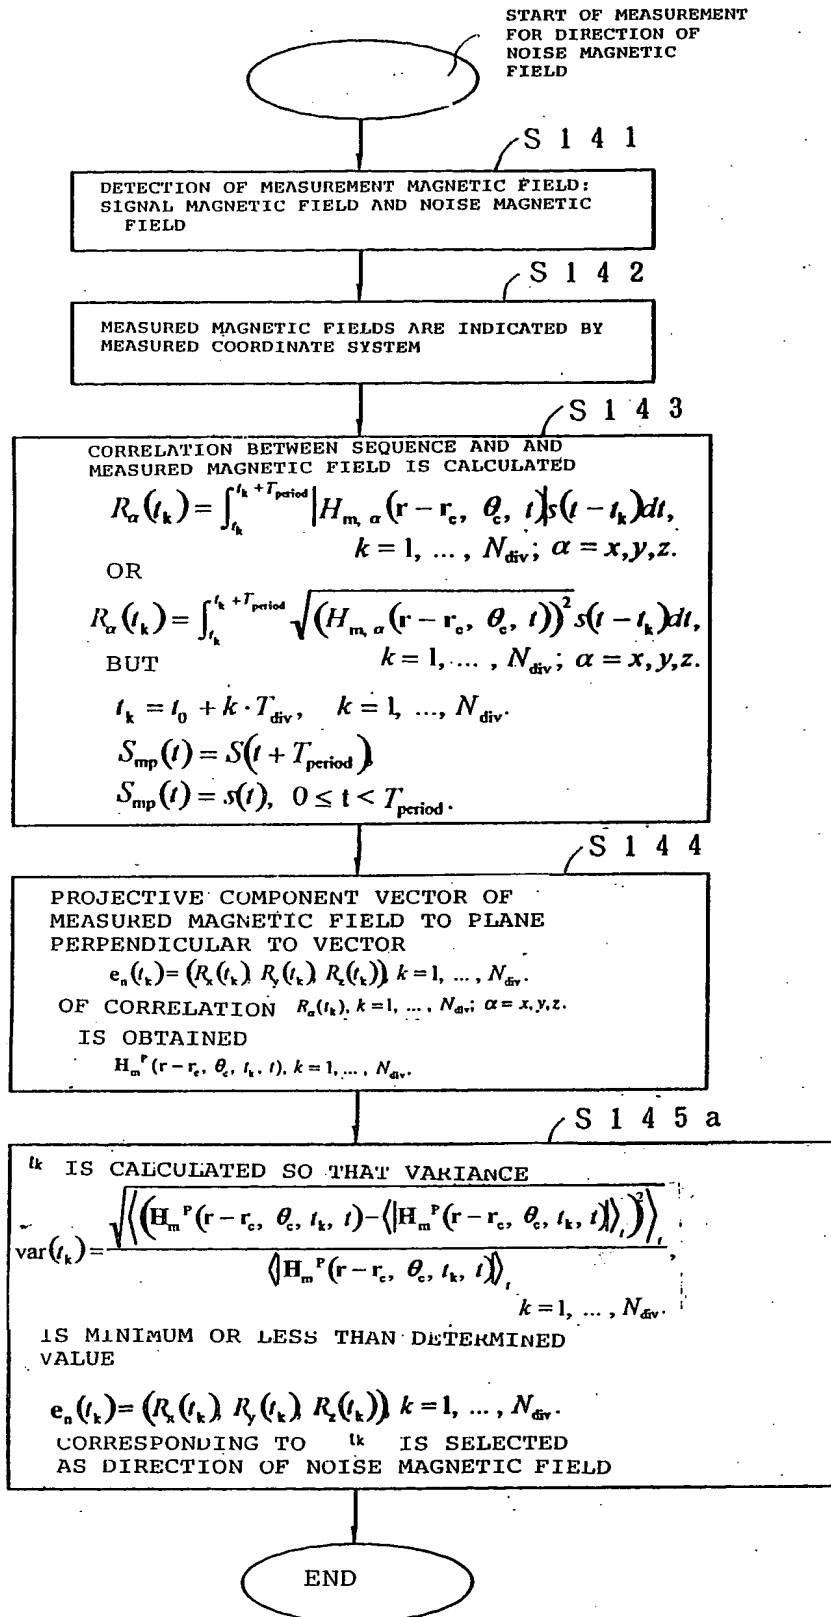 START OF MEASUREMENT
FOR DIRECTION OF
NOISE MAGNETIC
FIELD
S 1 4 1
DETECTION OF MEASUREMENT MAGNETIC FIELD:
SIGNAL MAGNETIC FIELD AND NOISE MAGNETIC
FIELD
S 1 4 2
MEASURED MAGNETIC FIELDS ARE INDICATED BY
MEASURED COORDINATE SYSTEM
S 1 4 3
CORRELATION BETWEEN SEQUENCE AND AND
MEASURED MAGNETIC FIELD IS CALCULATED
R_α(t_k) = ∫_{t_k}^{t_k + T_period} |H_{m, α}(r − r_c, θ_c, t)|s(t − t_k)dt,
k = 1, ..., N_div; α = x, y, z.
OR
R_α(t_k) = ∫_{t_k}^{t_k + T_period} √((H_{m, α}(r − r_c, θ_c, t))²) s(t − t_k)dt,
BUT k = 1, ..., N_div; α = x, y, z.
t_k = t_0 + k · T_div, k = 1, ..., N_div.
S_mp(t) = S(t + T_period),
S_mp(t) = s(t), 0 ≤ t < T_period.
S 1 4 4
PROJECTIVE COMPONENT VECTOR OF
MEASURED MAGNETIC FIELD TO PLANE
PERPENDICULAR TO VECTOR
e_n(t_k) = (R_x(t_k), R_y(t_k), R_z(t_k)), k = 1, ..., N_div.
OF CORRELATION R_α(t_k), k = 1, ..., N_div; α = x, y, z.
IS OBTAINED
H_m^P(r − r_c, θ_c, t_k, t), k = 1, ..., N_div.
S 1 4 5 a
t_k IS CALCULATED SO THAT VARIANCE
var(t_k) = √(⟨(H_m^P(r − r_c, θ_c, t_k, t) − ⟨|H_m^P(r − r_c, θ_c, t_k, t)|⟩_t)²⟩_t) / ⟨|H_m^P(r − r_c, θ_c, t_k, t)|⟩_t,
k = 1, ..., N_div.
IS MINIMUM OR LESS THAN DETERMINED
VALUE
e_n(t_k) = (R_x(t_k), R_y(t_k), R_z(t_k)), k = 1, ..., N_div.
CORRESPONDING TO t_k IS SELECTED
AS DIRECTION OF NOISE MAGNETIC FIELD
END